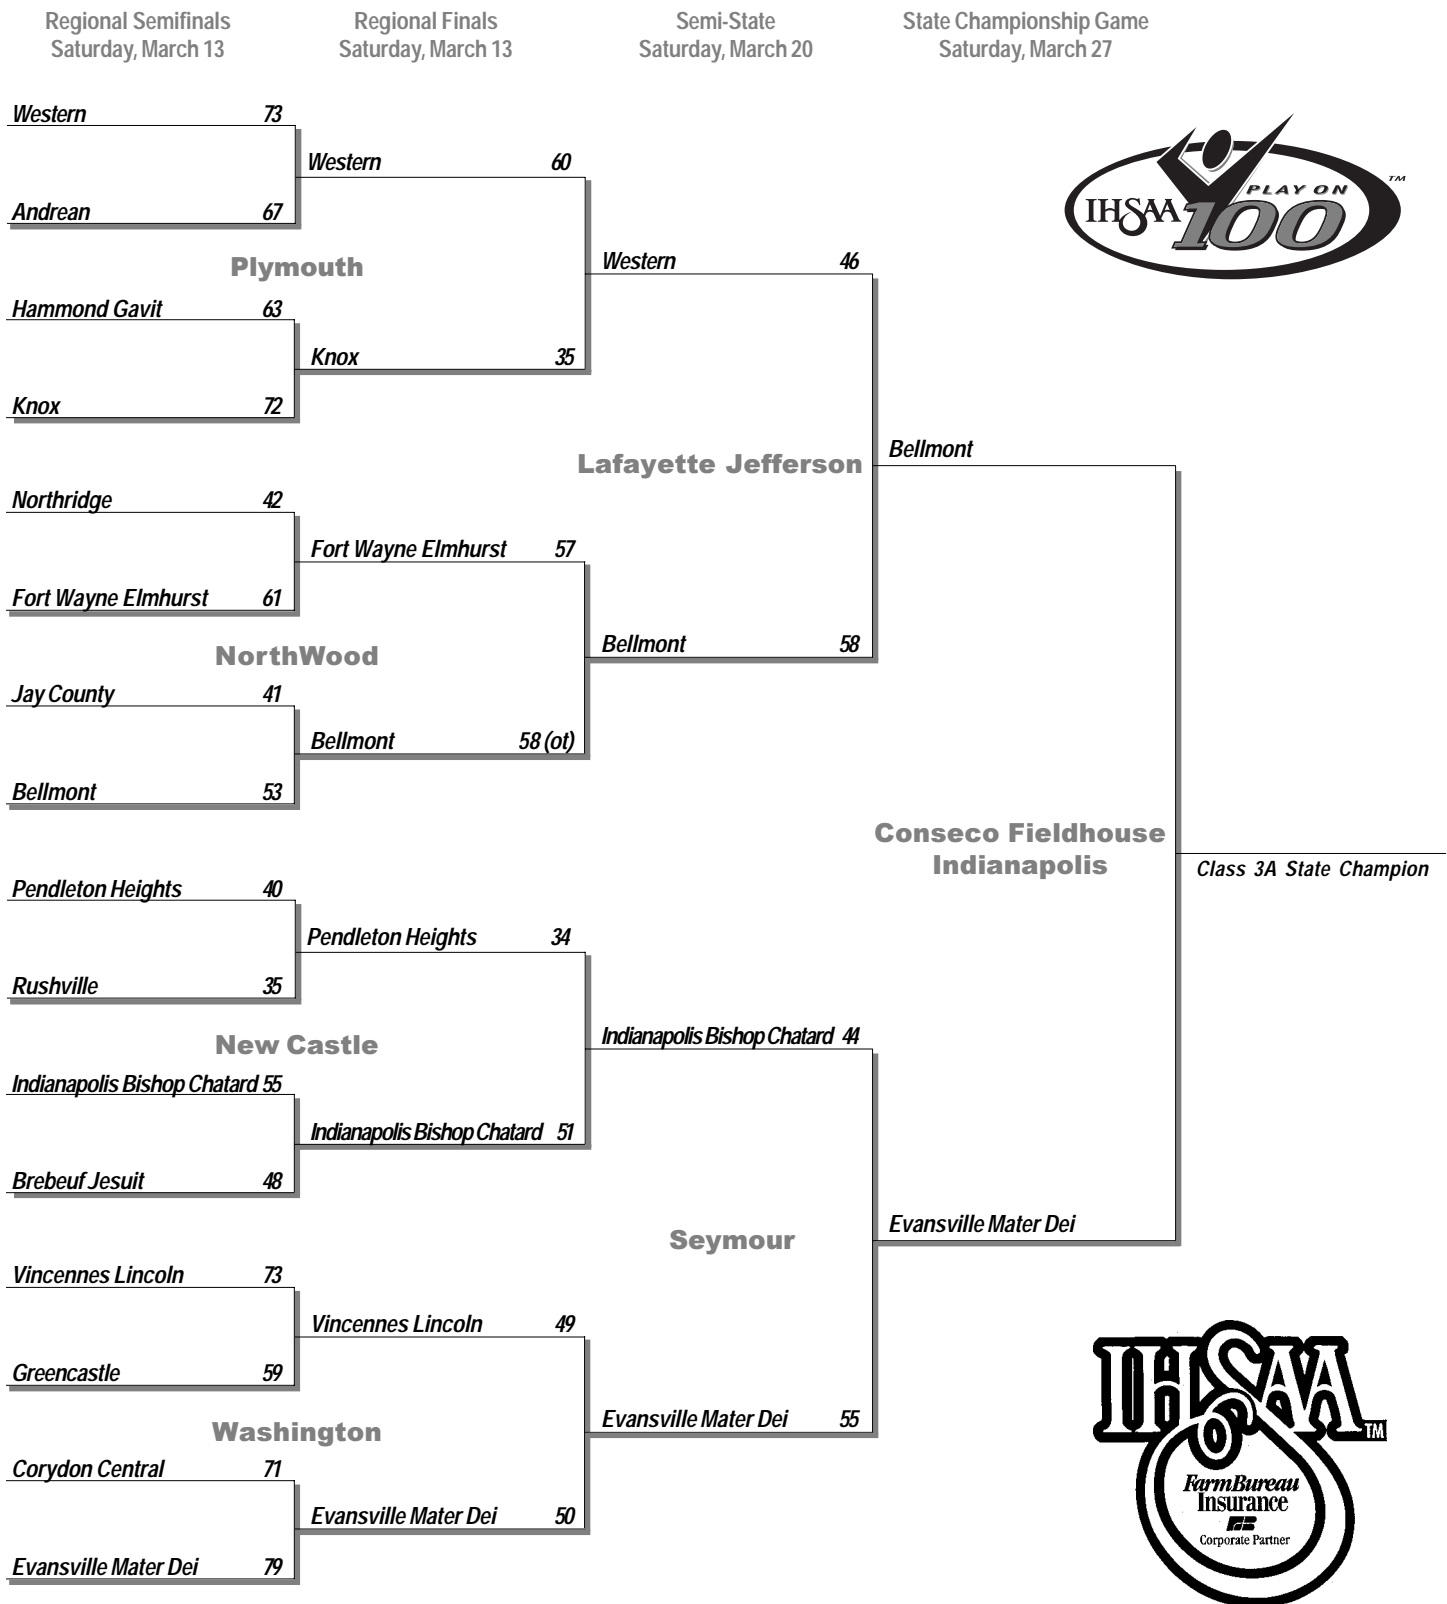 Regional Semifinals
Saturday, March 13
Regional Finals
Saturday, March 13
Semi-State
Saturday, March 20
State Championship Game
Saturday, March 27
Western 73
Western 60
Andrean 67
Plymouth
Western 46
Hammond Gavit 63
Knox 35
Knox 72
Lafayette Jefferson
Bellmont
Northridge 42
Fort Wayne Elmhurst 57
Fort Wayne Elmhurst 61
NorthWood
Bellmont 58
Jay County 41
Bellmont 58 (ot)
Bellmont 53
Conseco Fieldhouse
Indianapolis
Class 3A State Champion
Pendleton Heights 40
Pendleton Heights 34
Rushville 35
New Castle
Indianapolis Bishop Chatard 44
Indianapolis Bishop Chatard 55
Indianapolis Bishop Chatard 51
Brebeuf Jesuit 48
Seymour
Evansville Mater Dei
Vincennes Lincoln 73
Vincennes Lincoln 49
Greencastle 59
Washington
Evansville Mater Dei 55
Corydon Central 71
Evansville Mater Dei 50
Evansville Mater Dei 79
IHSAA PLAY ON TM
100
IHSAA TM
Farm Bureau
Insurance
FB
Corporate Partner